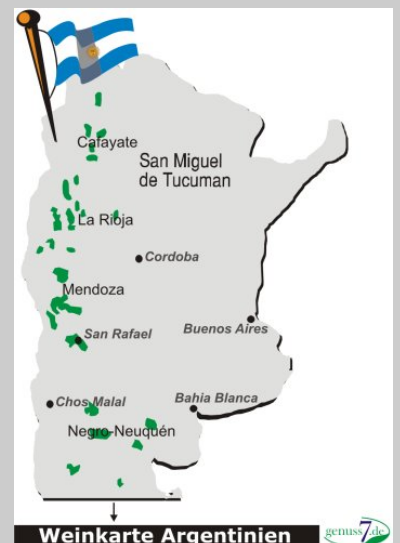 Cafayate
San Miguel
de Tucuman
La Rioja
Cordoba
Mendoza
San Rafael
Buenos Aires
Chos Malal
Bahia Blanca
Negro-Neuquén
Weinkarte Argentinien
genuss7.de